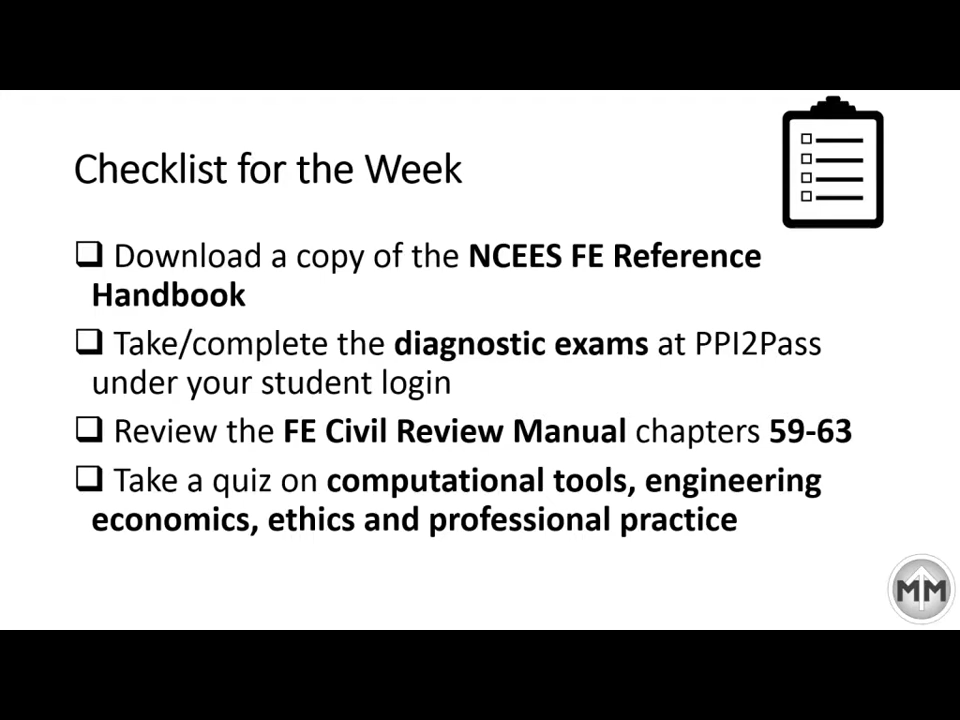 Checklist for the Week
❑ Download a copy of the NCEES FE Reference
Handbook
❑ Take/complete the diagnostic exams at PPI2Pass
under your student login
❑ Review the FE Civil Review Manual chapters 59-63
❑ Take a quiz on computational tools, engineering
economics, ethics and professional practice
MM